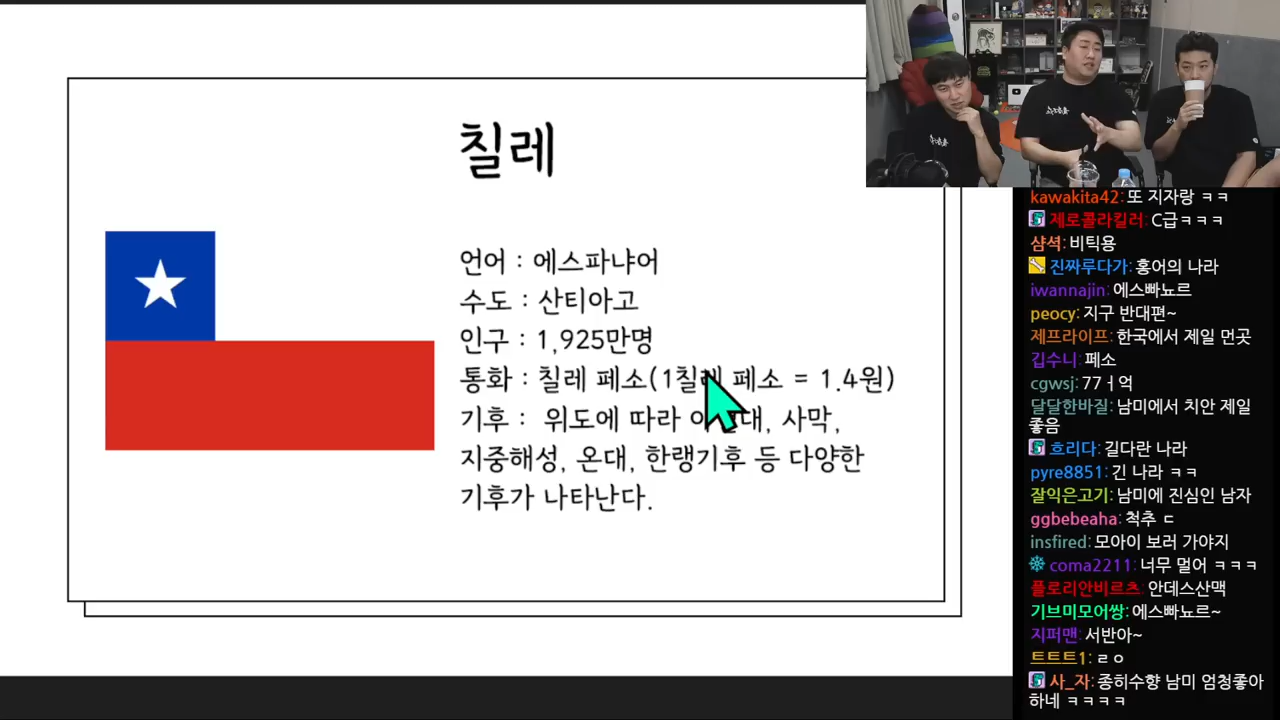 칠레
언어 : 에스파냐어
수도 : 산티아고
인구 : 1,925만명
통화 : 칠레 페소(1칠레 페소 = 1.4원)
기후 : 위도에 따라 사막,
지중해성, 온대, 한랭기후 등 다양한
기후가 나타난다.
kawakita42: 또 지자랑 ㅋㅋ
제로콜라킬러: C급ㅋㅋㅋ
샴셕: 비틱용
진짜루다가: 홍어의 나라
iwannajin: 에스빠뇨르
peocy: 지구 반대편~
제프라이프: 한국에서 제일 먼곳
깁수니: 페소
cgwsj: 77ㅓ억
달달한바질: 남미에서 치안 제일
좋음
흐리다: 길다란 나라
pyre8851: 긴 나라 ㅋㅋ
잘익은고기: 남미에 진심인 남자
ggbebeaha: 척추 ㄷ
insfired: 모아이 보러 가야지
coma2211: 너무 멀어 ㅋㅋㅋ
플로리안비르츠: 안데스산맥
기브미모어쌍: 에스빠뇨르~
지퍼맨: 서반아~
트트트1: ㄹㅇ
사_자: 종히수향 남미 엄청좋아
하네 ㅋㅋㅋㅋ